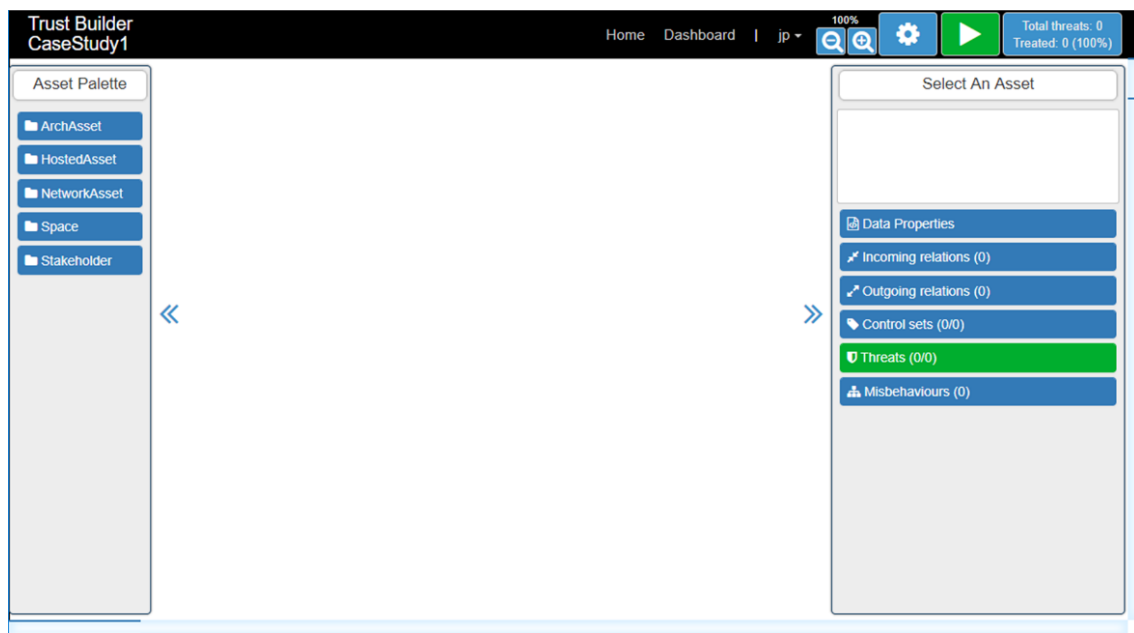 Trust Builder
CaseStudy1
Home Dashboard | jp
100%
Total threats: 0
Treated: 0 (100%)
Asset Palette
ArchAsset
HostedAsset
NetworkAsset
Space
Stakeholder
Select An Asset
Data Properties
Incoming relations (0)
Outgoing relations (0)
Control sets (0/0)
Threats (0/0)
Misbehaviours (0)